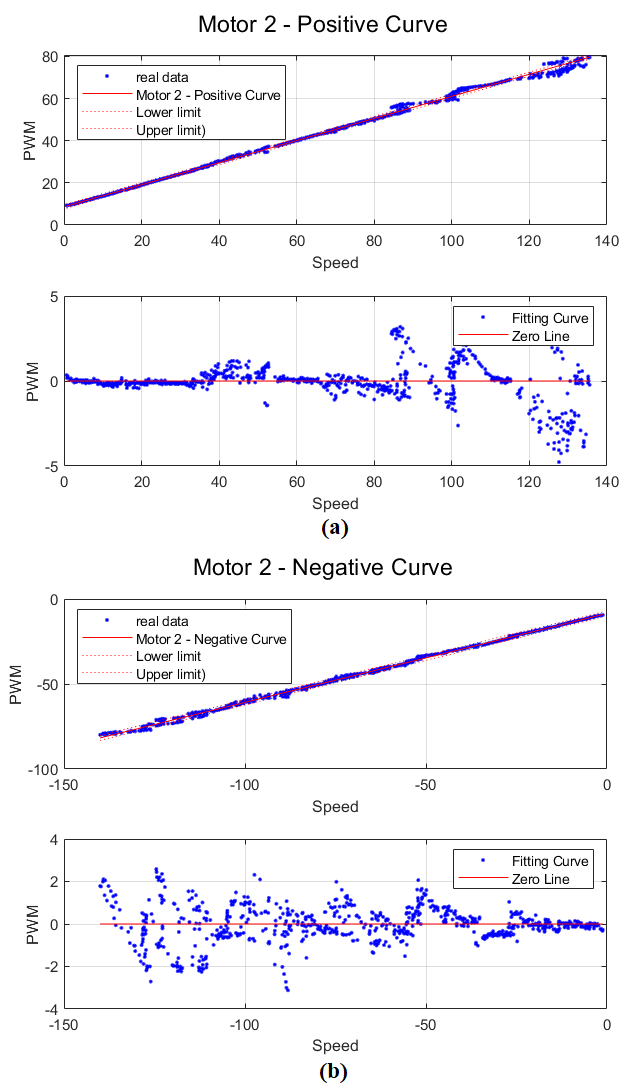 Motor 2 - Positive Curve
80
60
40
20
0
PWM
real data
Motor 2 - Positive Curve
Lower limit
Upper limit)
0 20 40 60 80 100 120 140
Speed
5
0
-5
PWM
Fitting Curve
Zero Line
0 20 40 60 80 100 120 140
Speed
(a)
Motor 2 - Negative Curve
0
-50
-100
PWM
real data
Motor 2 - Negative Curve
Lower limit
Upper limit)
-150 -100 -50 0
Speed
4
2
0
-2
-4
PWM
Fitting Curve
Zero Line
-150 -100 -50 0
Speed
(b)